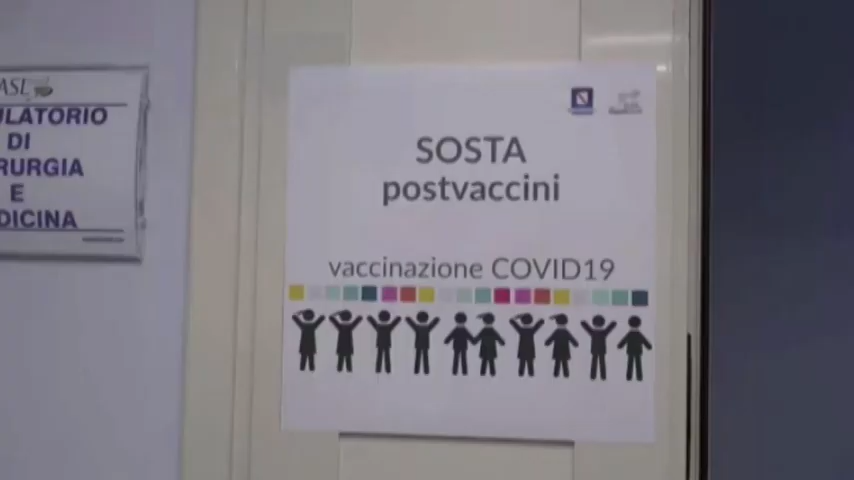 ASL
ULATORIO
DI
RURGIA
E
DICINA
SOSTA
postvaccini
vaccinazione COVID19